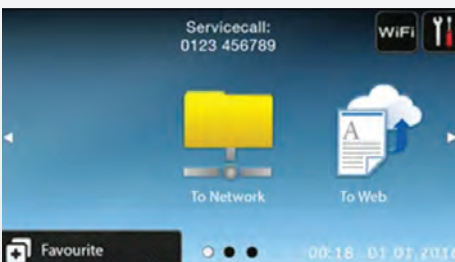 Servicecall:
0123 456789
WiFi
A
To Network
To Web
Favourite
00:18 01.01.2016